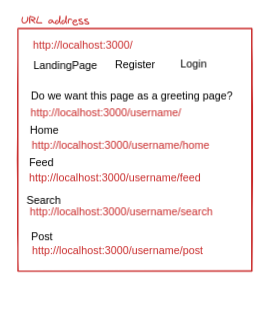 URL address
http://localhost:3000/
LandingPage Register Login
Do we want this page as a greeting page?
http://localhost:3000/username/
Home
http://localhost:3000/username/home
Feed
http://localhost:3000/username/feed
Search
http://localhost:3000/username/search
Post
http://localhost:3000/username/post